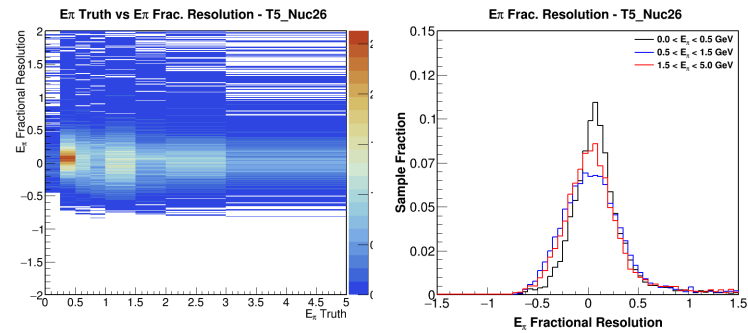 Eπ Truth vs Eπ Frac. Resolution - T5_Nuc26
Eπ Fractional Resolution
2
1.5
1
0.5
0
−0.5
−1
−1.5
−2
0 0.5 1 1.5 2 2.5 3 3.5 4 4.5 5
Eπ Truth
Eπ Frac. Resolution - T5_Nuc26
Sample Fraction
0.15
0.13
0.10
0.07
0.05
0.02
0.00
0.0 < Eπ < 0.5 GeV
0.5 < Eπ < 1.5 GeV
1.5 < Eπ < 5.0 GeV
−1.5 −1 −0.5 0 0.5 1 1.5
Eπ Fractional Resolution